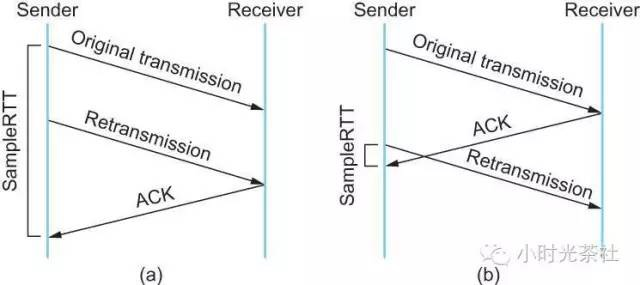 Sender
Receiver
Original transmission
Retransmission
ACK
SampleRTT
(a)
Sender
Receiver
Original transmission
ACK
Retransmission
SampleRTT
(b)
小时光茶社